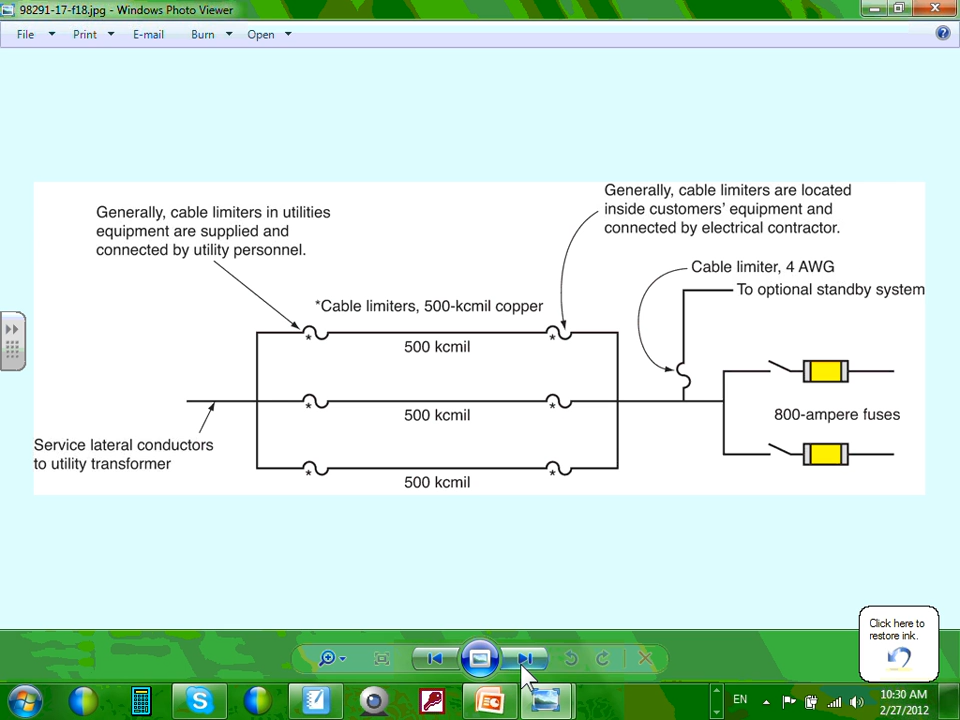 98291-17-f18.jpg - Windows Photo Viewer
File Print E-mail Burn Open
Generally, cable limiters in utilities
equipment are supplied and
connected by utility personnel.
Generally, cable limiters are located
inside customers’ equipment and
connected by electrical contractor.
Cable limiter, 4 AWG
To optional standby system
*Cable limiters, 500-kcmil copper
* *
500 kcmil
* *
500 kcmil
800-ampere fuses
Service lateral conductors
to utility transformer
* *
500 kcmil
Click here to
restore ink.
EN
10:30 AM
2/27/2012